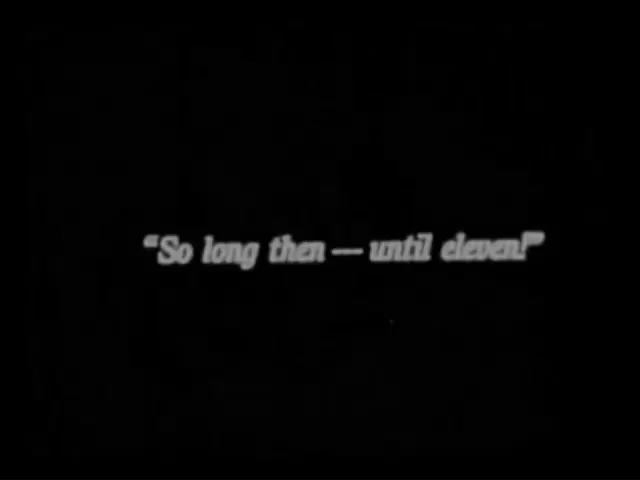 “So long then — until eleven!”